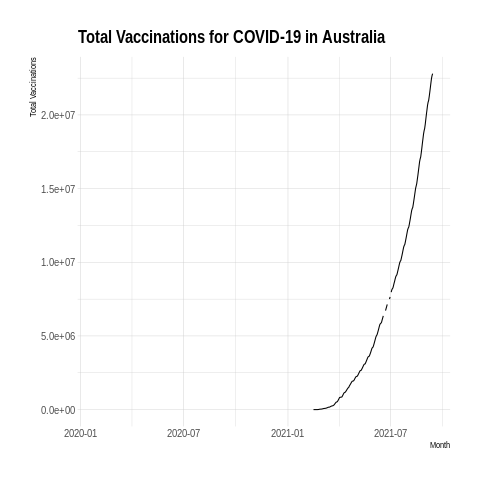 Total Vaccinations for COVID-19 in Australia
Total Vaccinations
2.0e+07
1.5e+07
1.0e+07
5.0e+06
0.0e+00
2020-01 2020-07 2021-01 2021-07
Month